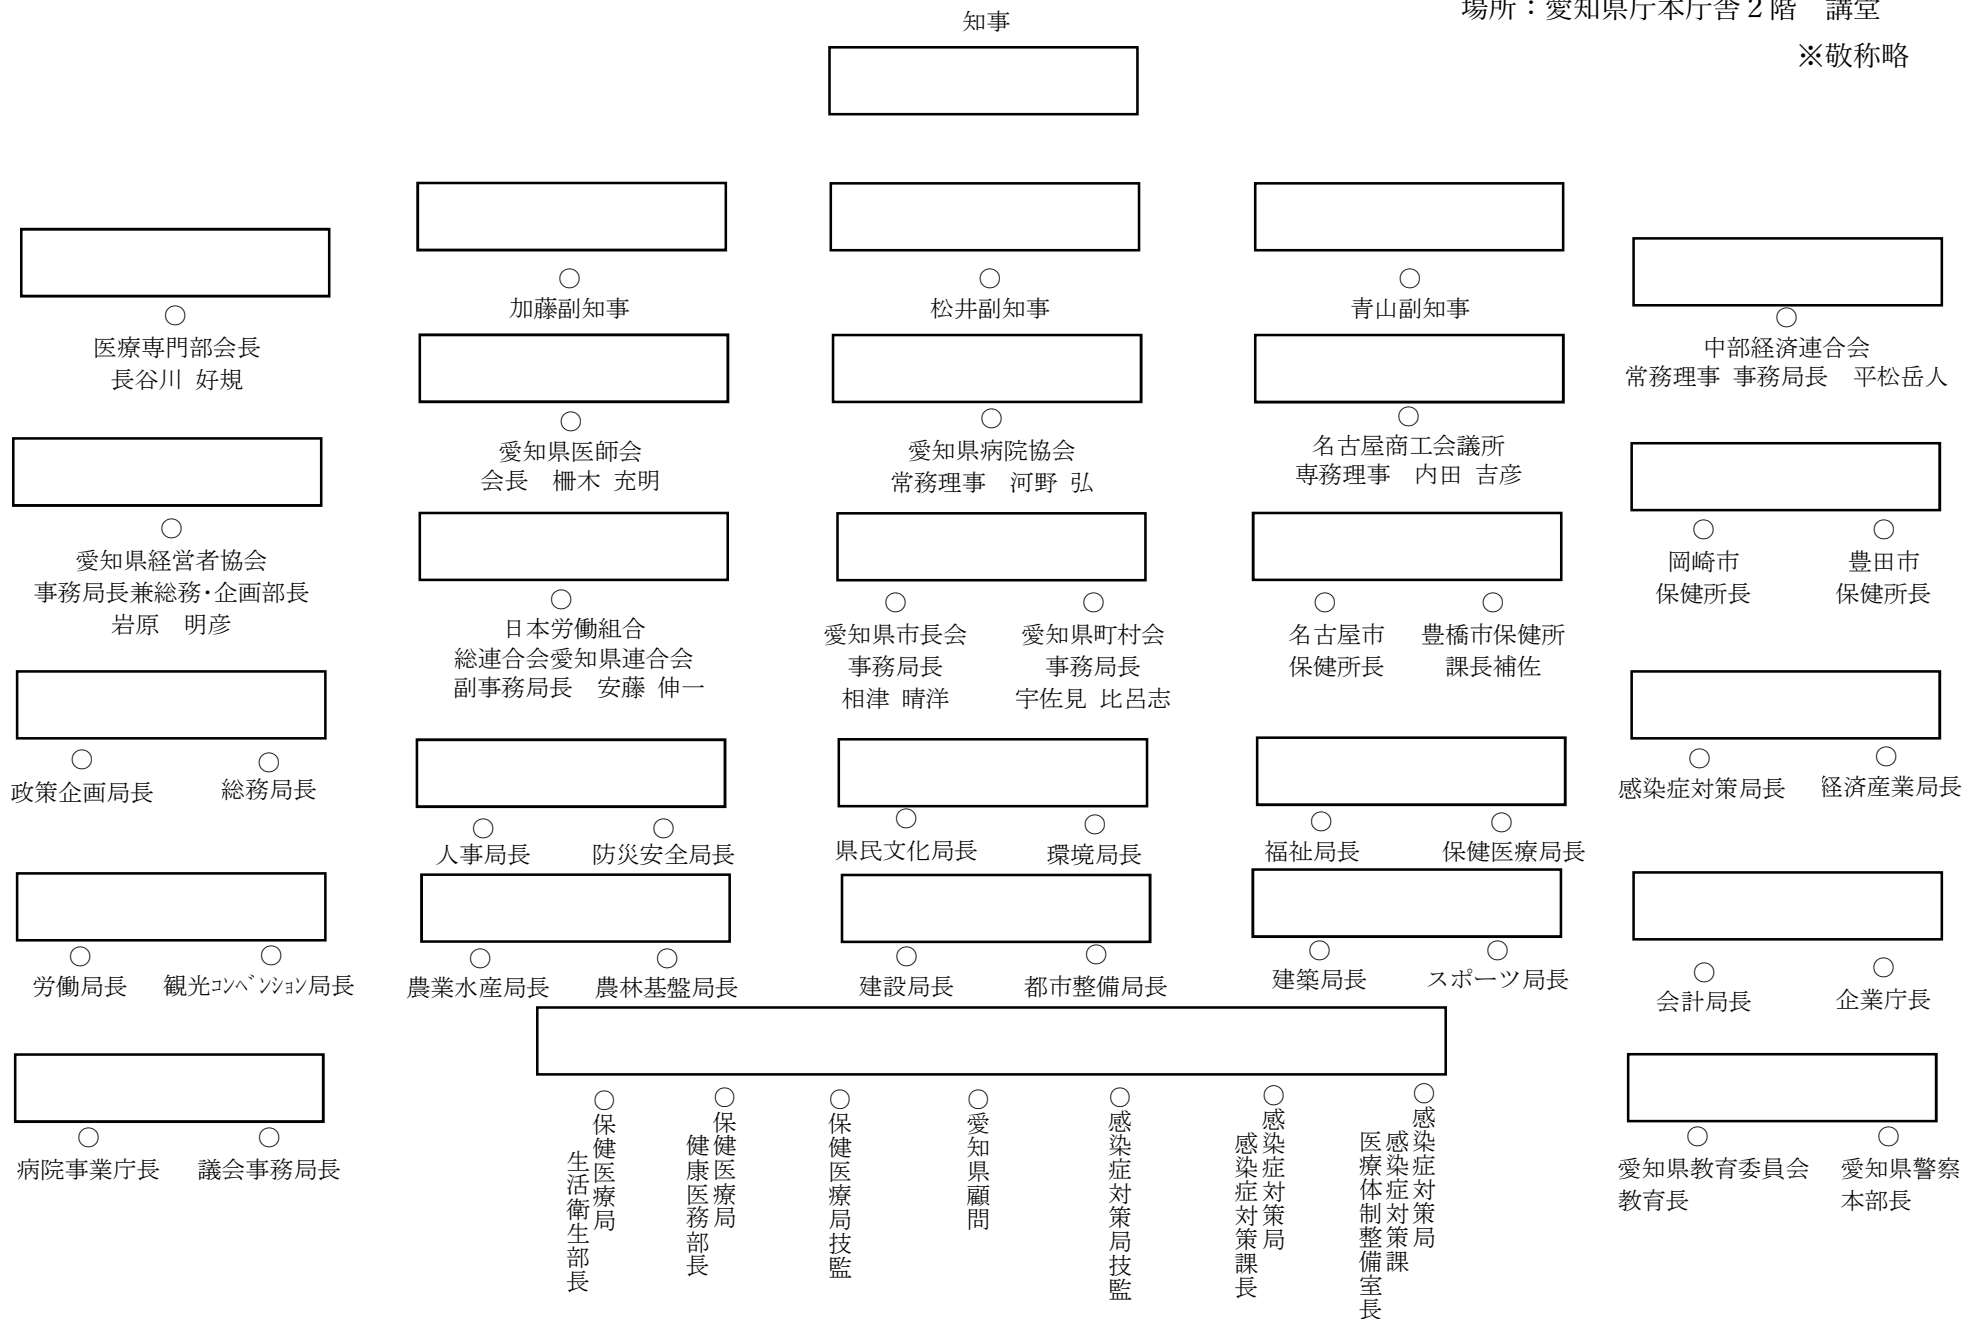 場所：愛知県庁本庁舎２階　講堂
※敬称略
知事
○
加藤副知事
○
松井副知事
○
青山副知事
○
医療専門部会長
長谷川 好規
○
中部経済連合会
常務理事 事務局長　平松岳人
○
愛知県医師会
会長　柵木 充明
○
愛知県病院協会
常務理事　河野 弘
○
名古屋商工会議所
専務理事　内田 吉彦
○
愛知県経営者協会
事務局長兼総務・企画部長
岩原　明彦
○
日本労働組合
総連合会愛知県連合会
副事務局長　安藤 伸一
○
愛知県市長会
事務局長
相津 晴洋
○
愛知県町村会
事務局長
宇佐見 比呂志
○
名古屋市
保健所長
○
豊橋市保健所
課長補佐
○
岡崎市
保健所長
○
豊田市
保健所長
○
政策企画局長
○
総務局長
○
人事局長
○
防災安全局長
○
県民文化局長
○
環境局長
○
福祉局長
○
保健医療局長
○
感染症対策局長
○
経済産業局長
○
労働局長
○
観光ｺﾝﾍﾞﾝｼｮﾝ局長
○
農業水産局長
○
農林基盤局長
○
建設局長
○
都市整備局長
○
建築局長
○
スポーツ局長
○
会計局長
○
企業庁長
○
病院事業庁長
○
議会事務局長
○保健医療局
生活衛生部長
○保健医療局
健康医務部長
○保健医療局技監
○愛知県顧問
○感染症対策局技監
○感染症対策局
感染症対策課長
○感染症対策局
感染症対策課
医療体制整備室長
○
愛知県教育委員会
教育長
○
愛知県警察
本部長